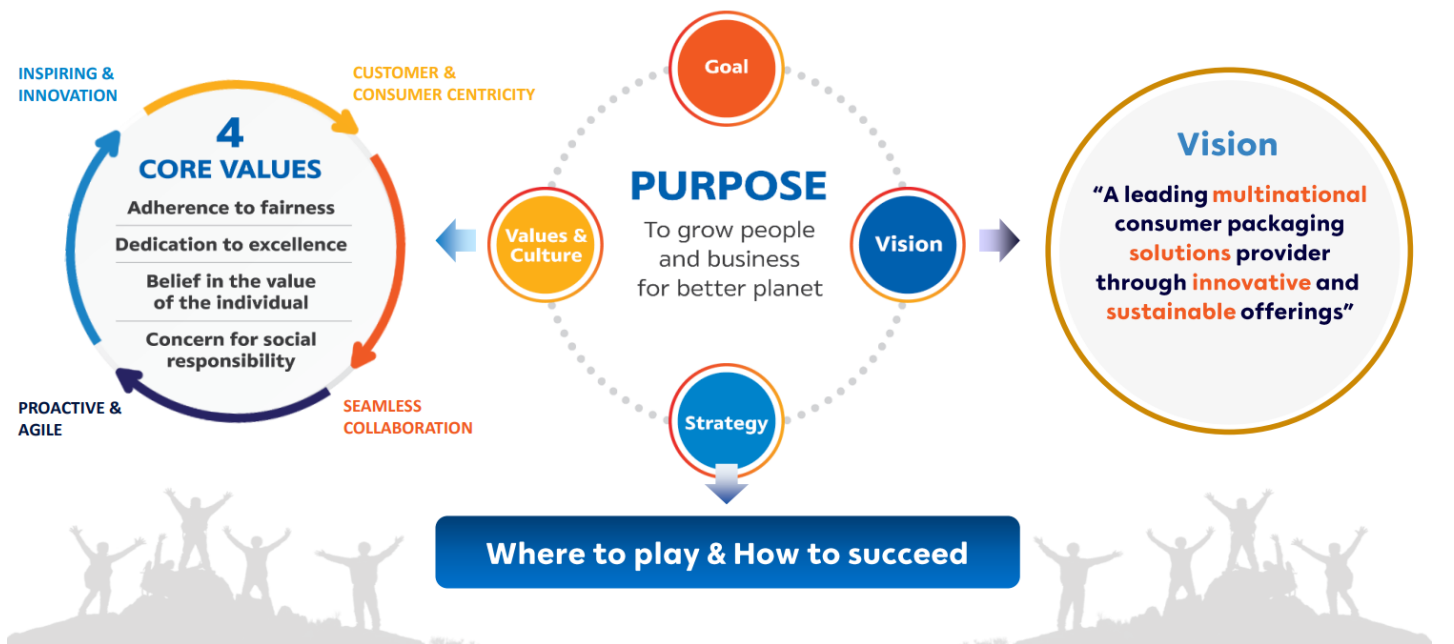 INSPIRING &
INNOVATION
CUSTOMER &
CONSUMER CENTRICITY
4
CORE VALUES
Adherence to fairness
Dedication to excellence
Belief in the value
of the individual
Concern for social
responsibility
PROACTIVE &
AGILE
SEAMLESS
COLLABORATION
Goal
Values &
Culture
PURPOSE
To grow people
and business
for better planet
Vision
Strategy
Where to play & How to succeed
Vision
“A leading multinational
consumer packaging
solutions provider
through innovative and
sustainable offerings”